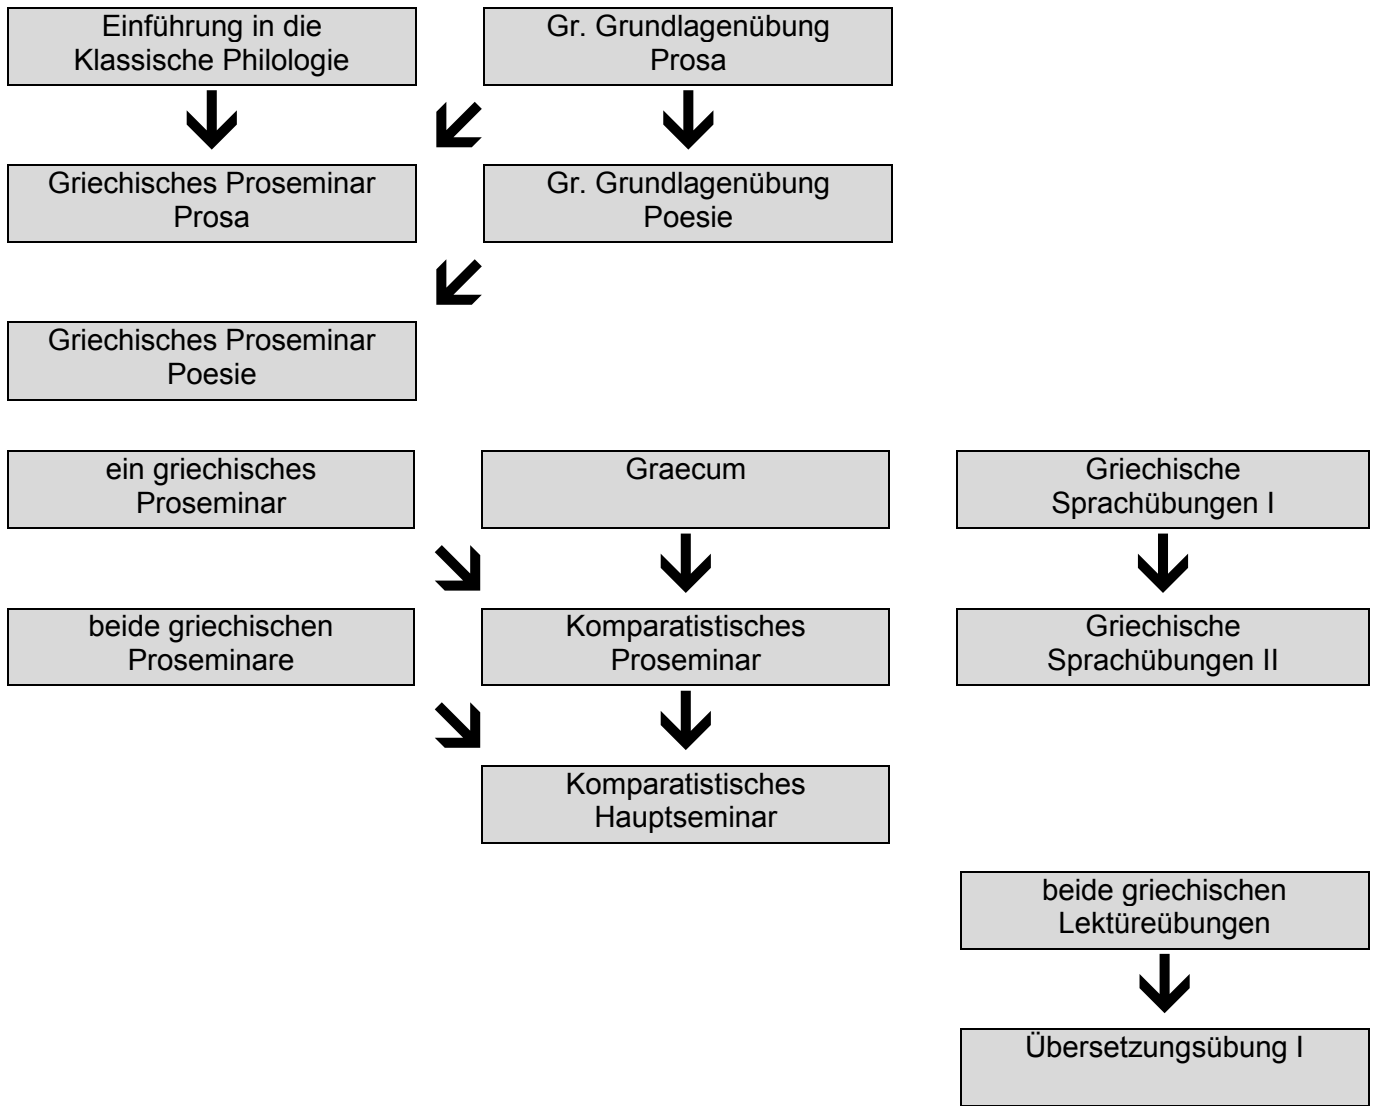 Einführung in die
Klassische Philologie
Gr. Grundlagenübung
Prosa
Griechisches Proseminar
Prosa
Gr. Grundlagenübung
Poesie
Griechisches Proseminar
Poesie
ein griechisches
Proseminar
Graecum
Griechische
Sprachübungen I
beide griechischen
Proseminare
Komparatistisches
Proseminar
Griechische
Sprachübungen II
Komparatistisches
Hauptseminar
beide griechischen
Lektüreübungen
Übersetzungsübung I